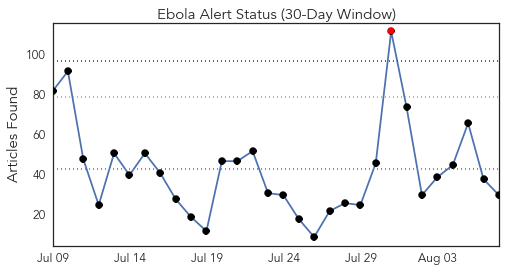 Ebola Alert Status (30-Day Window)
Articles Found
100
80
60
40
20
Jul 09 Jul 14 Jul 19 Jul 24 Jul 29 Aug 03